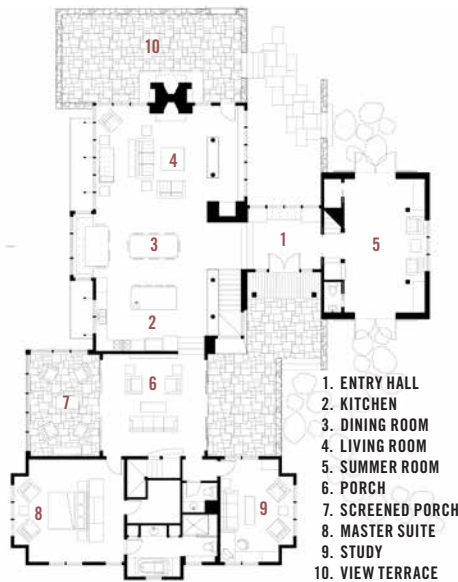 10
4
3
1
5
2
6
7
8
9
1. ENTRY HALL
2. KITCHEN
3. DINING ROOM
4. LIVING ROOM
5. SUMMER ROOM
6. PORCH
7. SCREENED PORCH
8. MASTER SUITE
9. STUDY
10. VIEW TERRACE